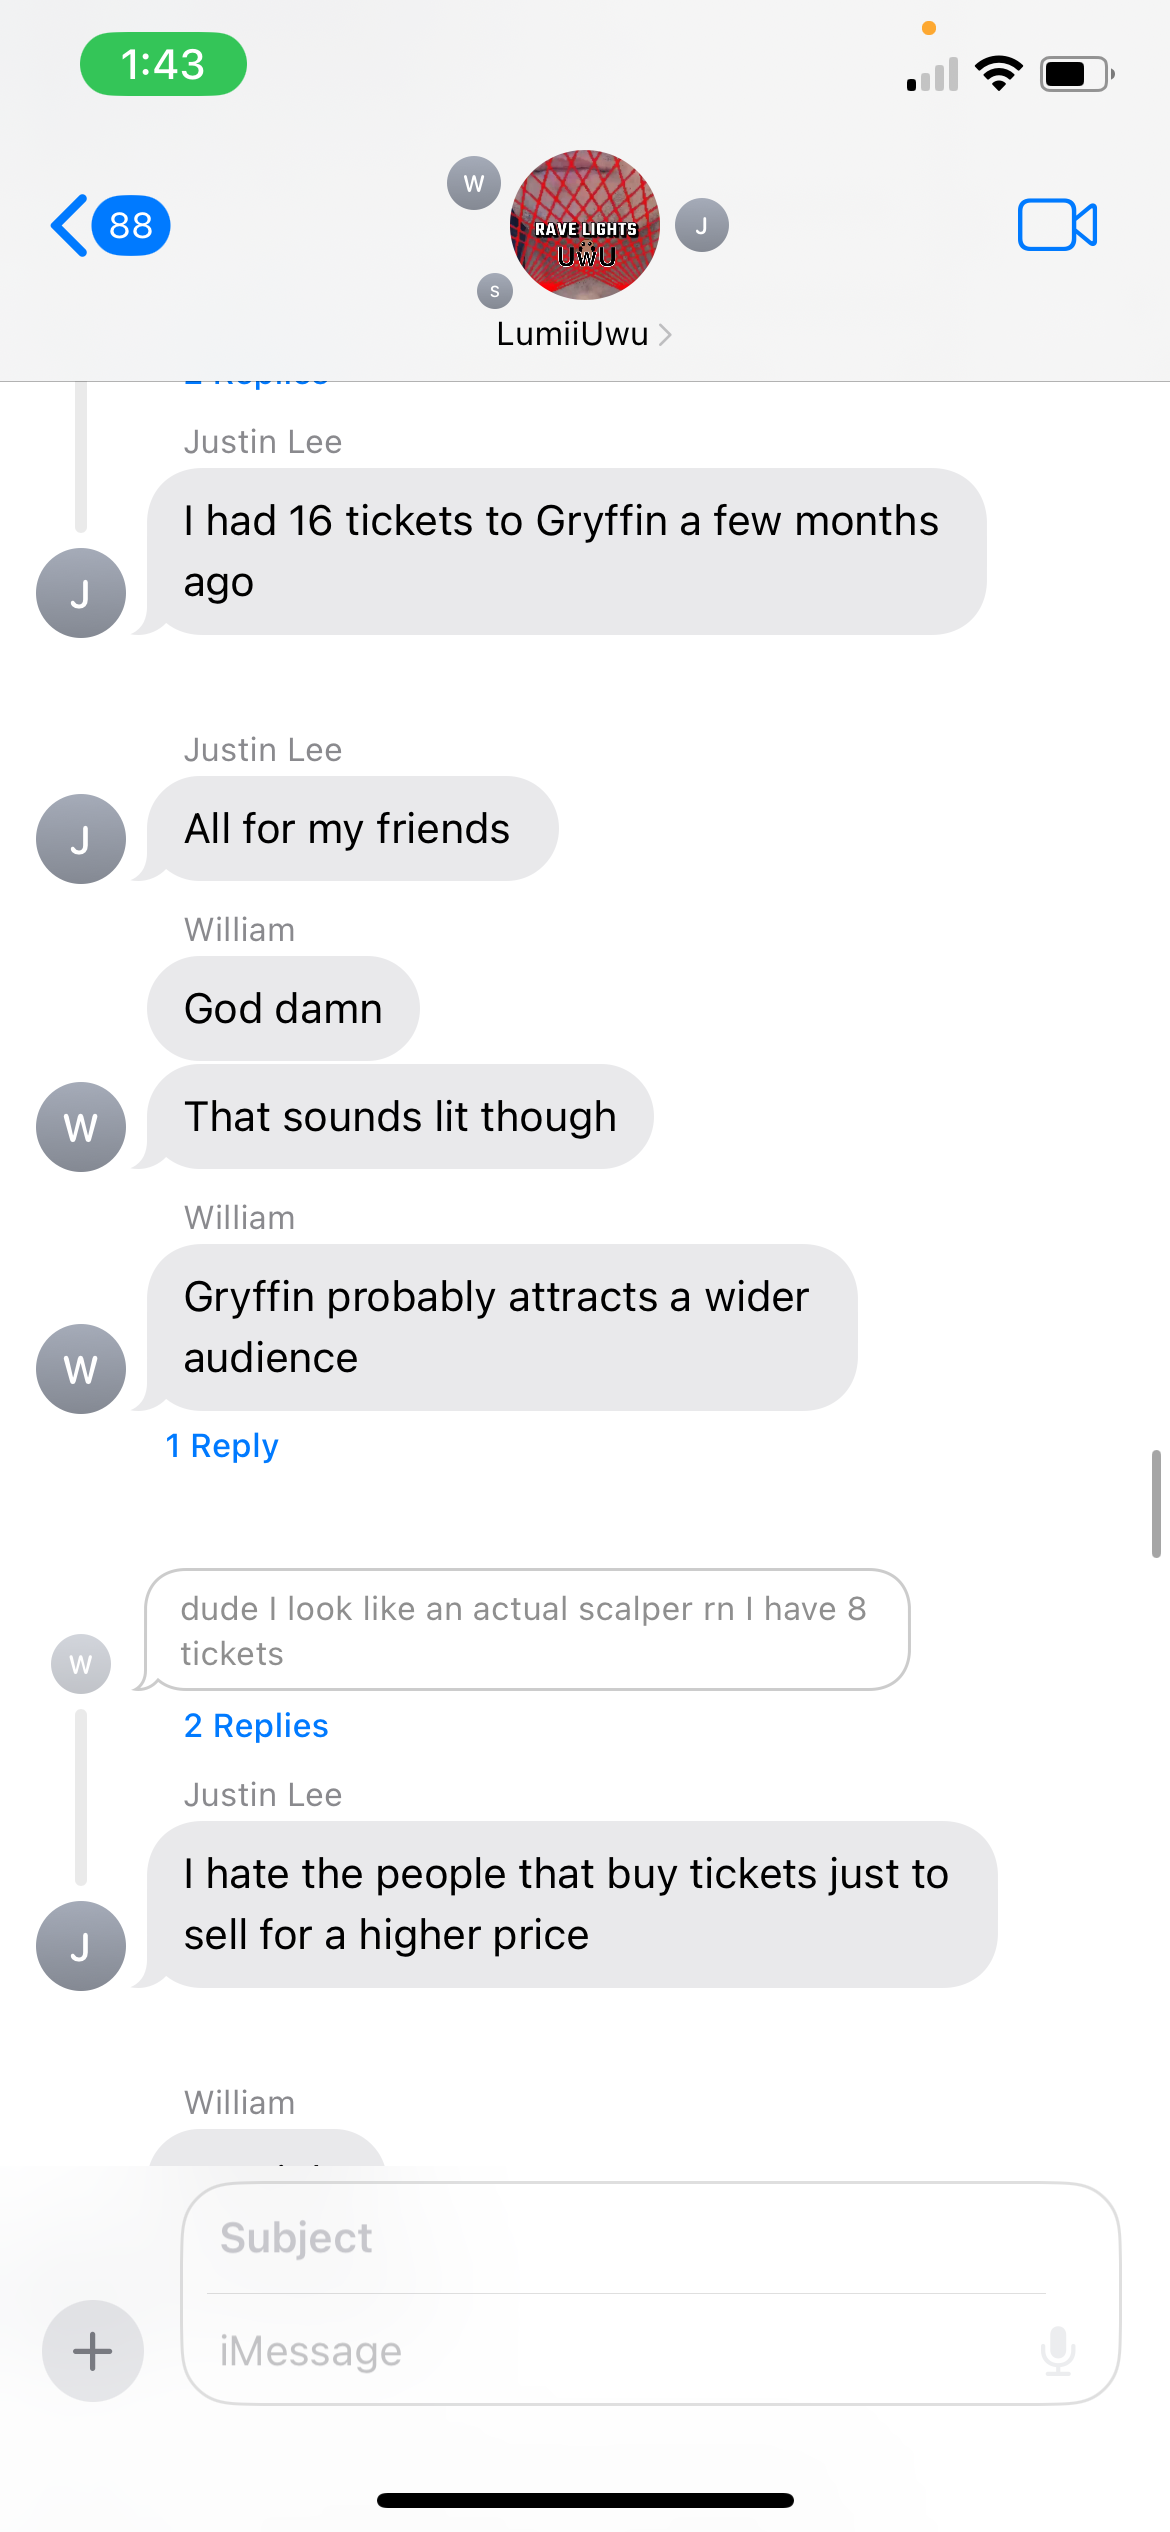 1:43
88
W
RAVE LIGHTS
UWU
J
S
LumiiUwu
2 Replies
Justin Lee
I had 16 tickets to Gryffin a few months
ago
J
Justin Lee
All for my friends
J
William
God damn
That sounds lit though
W
William
Gryffin probably attracts a wider
audience
W
1 Reply
dude I look like an actual scalper rn I have 8
tickets
W
2 Replies
Justin Lee
I hate the people that buy tickets just to
sell for a higher price
J
William
Subject
iMessage